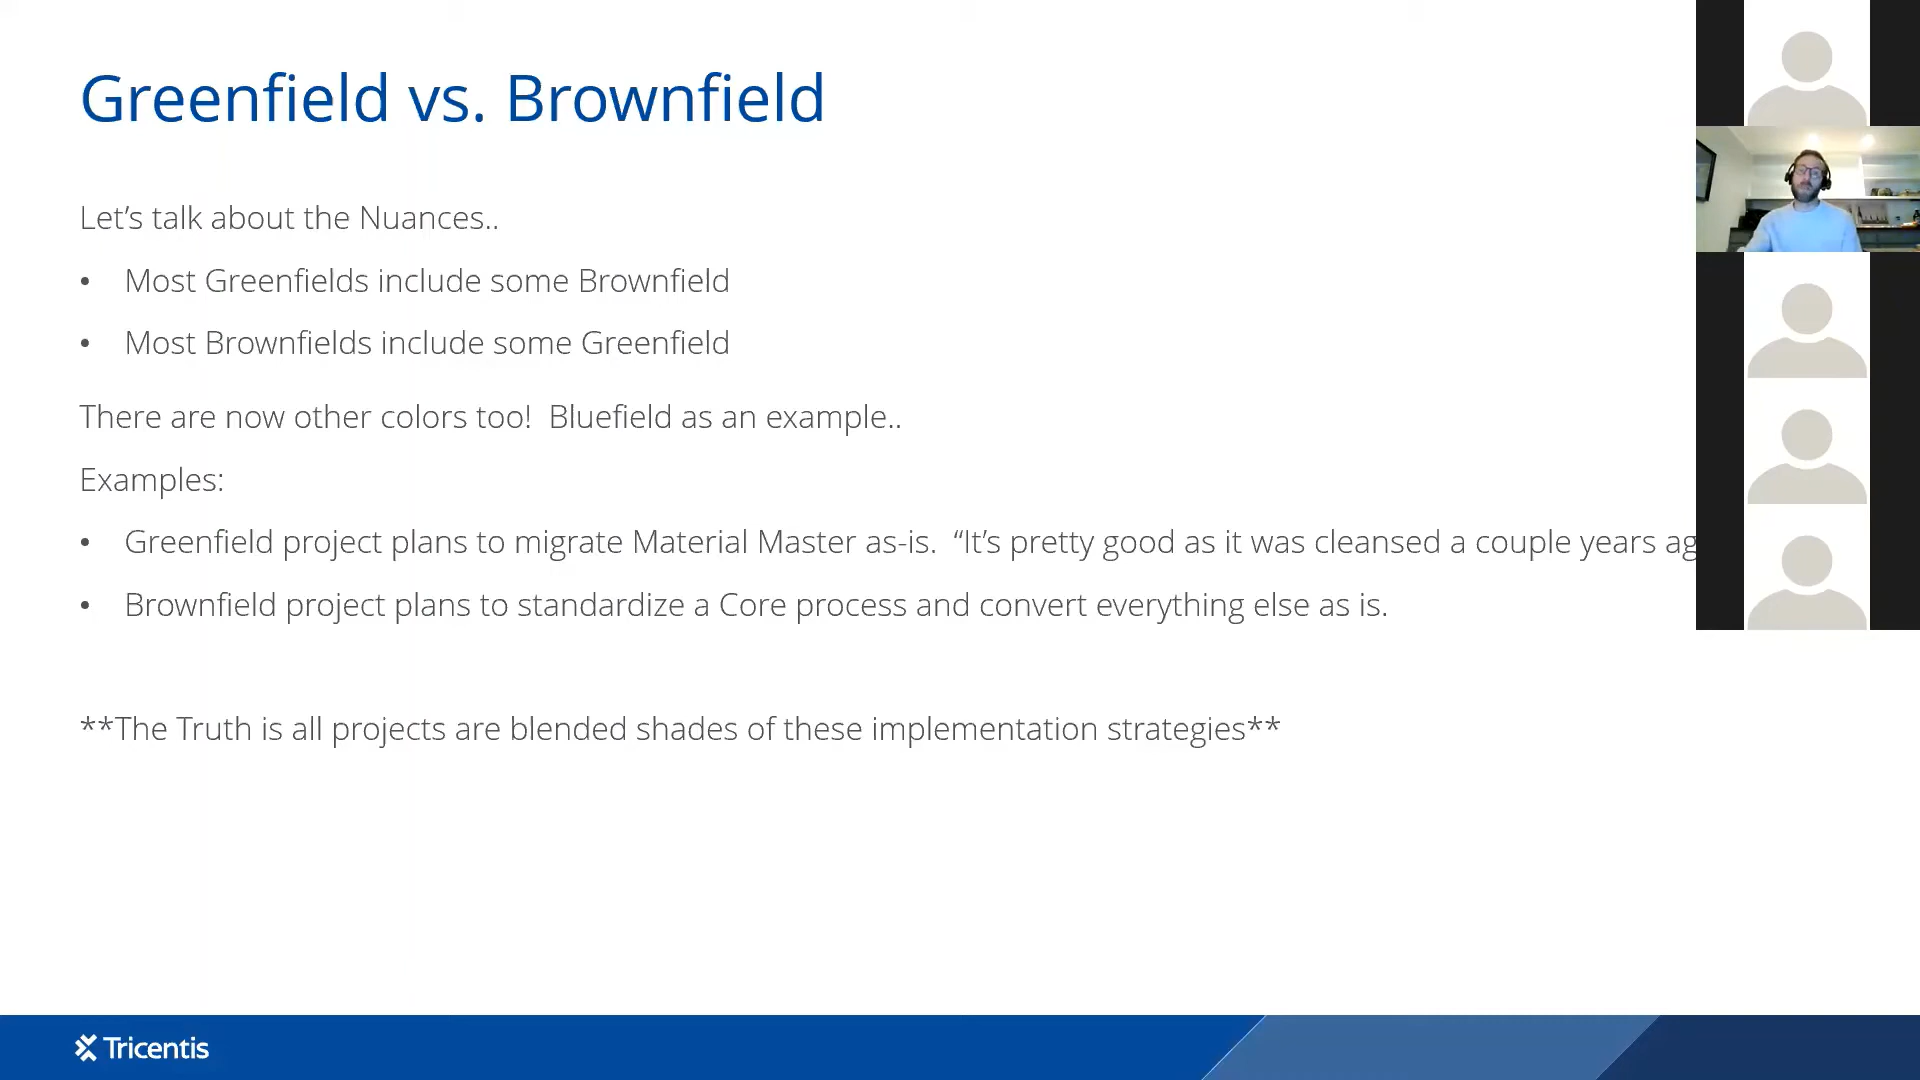 Greenfield vs. Brownfield
Let’s talk about the Nuances..
• Most Greenfields include some Brownfield
• Most Brownfields include some Greenfield
There are now other colors too!  Bluefield as an example..
Examples:
• Greenfield project plans to migrate Material Master as-is.  “It’s pretty good as it was cleansed a couple years ag
• Brownfield project plans to standardize a Core process and convert everything else as is.
**The Truth is all projects are blended shades of these implementation strategies**
Tricentis